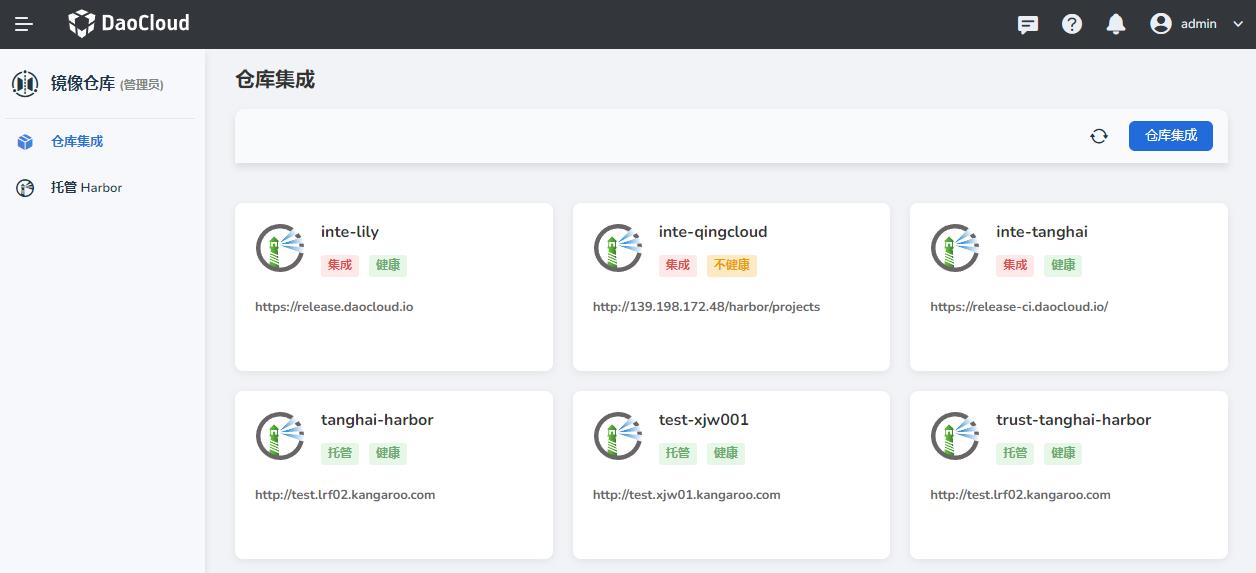 DaoCloud
admin
镜像仓库 (管理员)
仓库集成
托管 Harbor
仓库集成
仓库集成
inte-lily
集成 健康
https://release.daocloud.io
inte-qingcloud
集成 不健康
http://139.198.172.48/harbor/projects
inte-tanghai
集成 健康
https://release-ci.daocloud.io/
tanghai-harbor
托管 健康
http://test.lrf02.kangaroo.com
test-xjw001
托管 健康
http://test.xjw01.kangaroo.com
trust-tanghai-harbor
托管 健康
http://test.lrf02.kangaroo.com